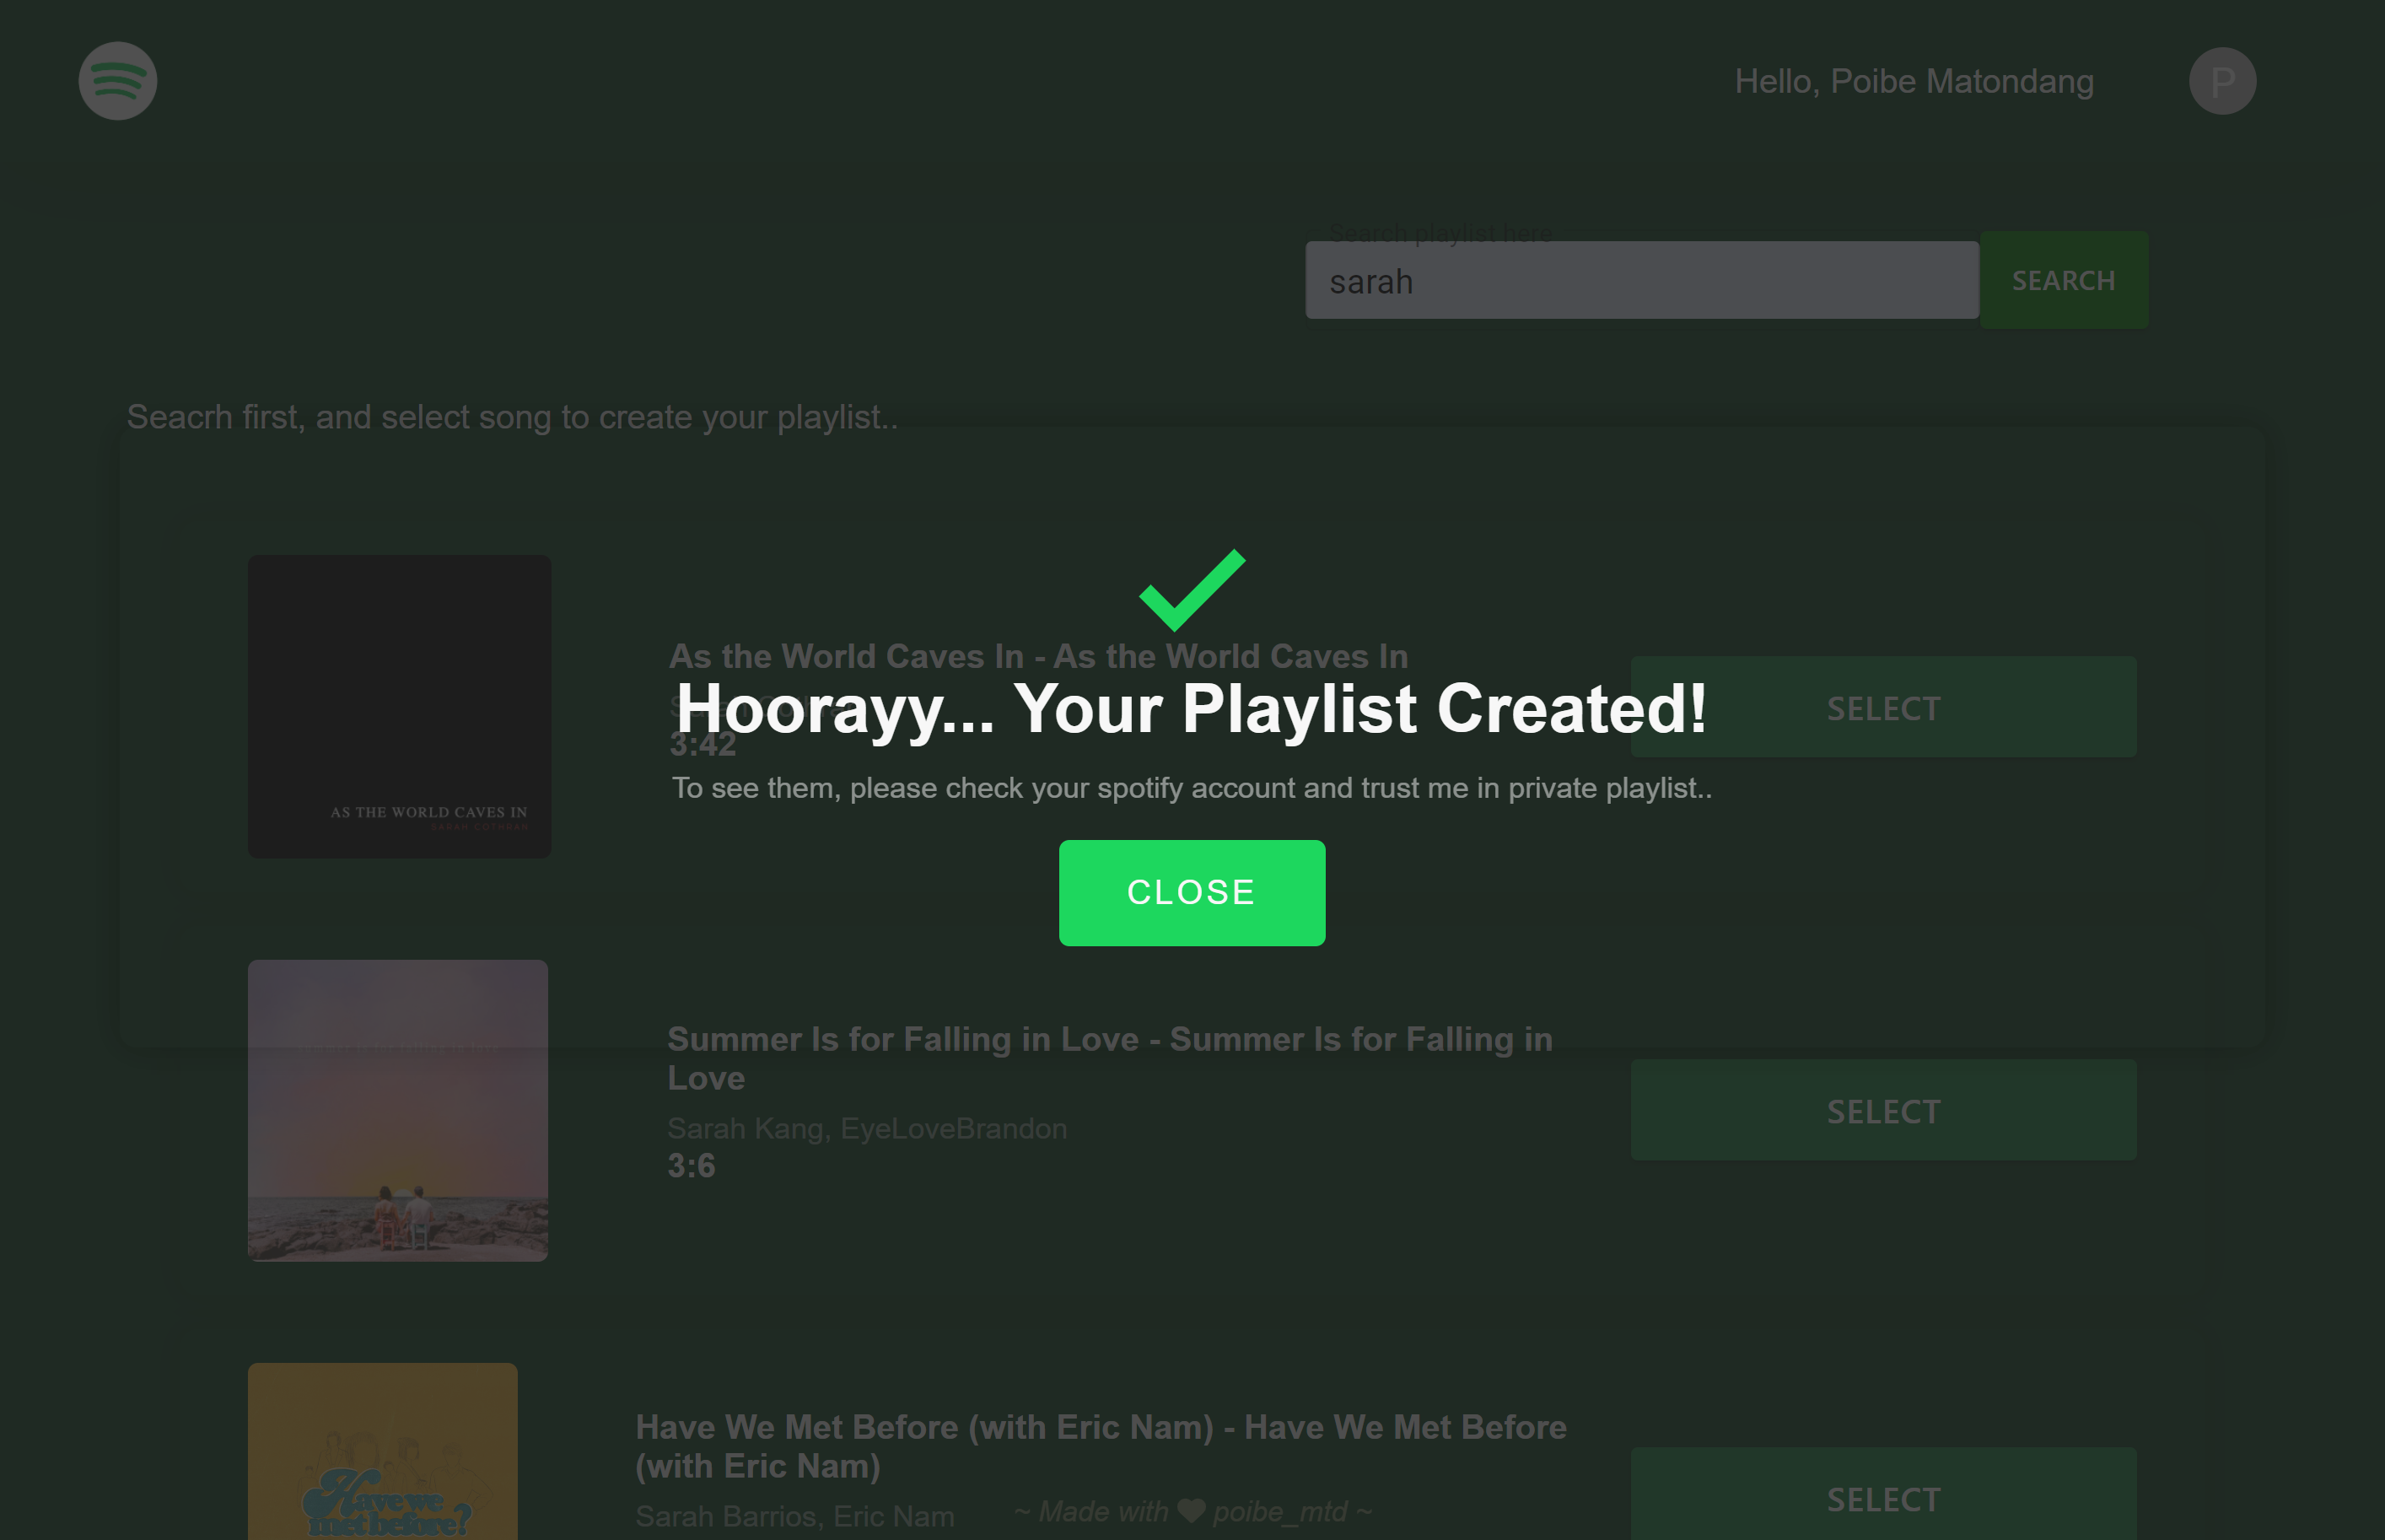 Hello, Poibe Matondang
P
Search playlist here
sarah
SEARCH
Seacrh first, and select song to create your playlist..
As the World Caves In - As the World Caves In
Hoorayy... Your Playlist Created!
SELECT
3:42
To see them, please check your spotify account and trust me in private playlist..
AS THE WORLD CAVES IN
SARAH COTHRAN
CLOSE
Summer Is for Falling in Love - Summer Is for Falling in
Love
Sarah Kang, EyeLoveBrandon
3:6
SELECT
Have We Met Before (with Eric Nam) - Have We Met Before
(with Eric Nam)
Sarah Barrios, Eric Nam
SELECT
Have we
met before?
~ Made with ❤ poibe_mtd ~